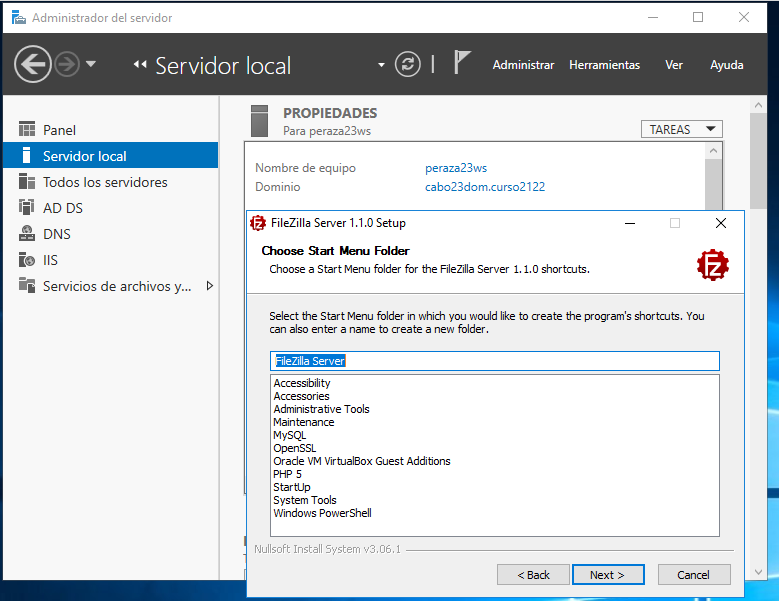 Administrador del servidor
Servidor local
Administrar Herramientas Ver Ayuda
Panel
Servidor local
Todos los servidores
AD DS
DNS
IIS
Servicios de archivos y...
PROPIEDADES
Para peraza23ws
TAREAS
Nombre de equipo peraza23ws
Dominio cabo23dom.curso2122
FileZilla Server 1.1.0 Setup
Choose Start Menu Folder
Choose a Start Menu folder for the FileZilla Server 1.1.0 shortcuts.
Fz
Select the Start Menu folder in which you would like to create the program's shortcuts. You
can also enter a name to create a new folder.
FileZilla Server
Accessibility
Accessories
Administrative Tools
Maintenance
MySQL
OpenSSL
Oracle VM VirtualBox Guest Additions
PHP 5
StartUp
System Tools
Windows PowerShell
Nullsoft Install System v3.06.1
< Back Next > Cancel